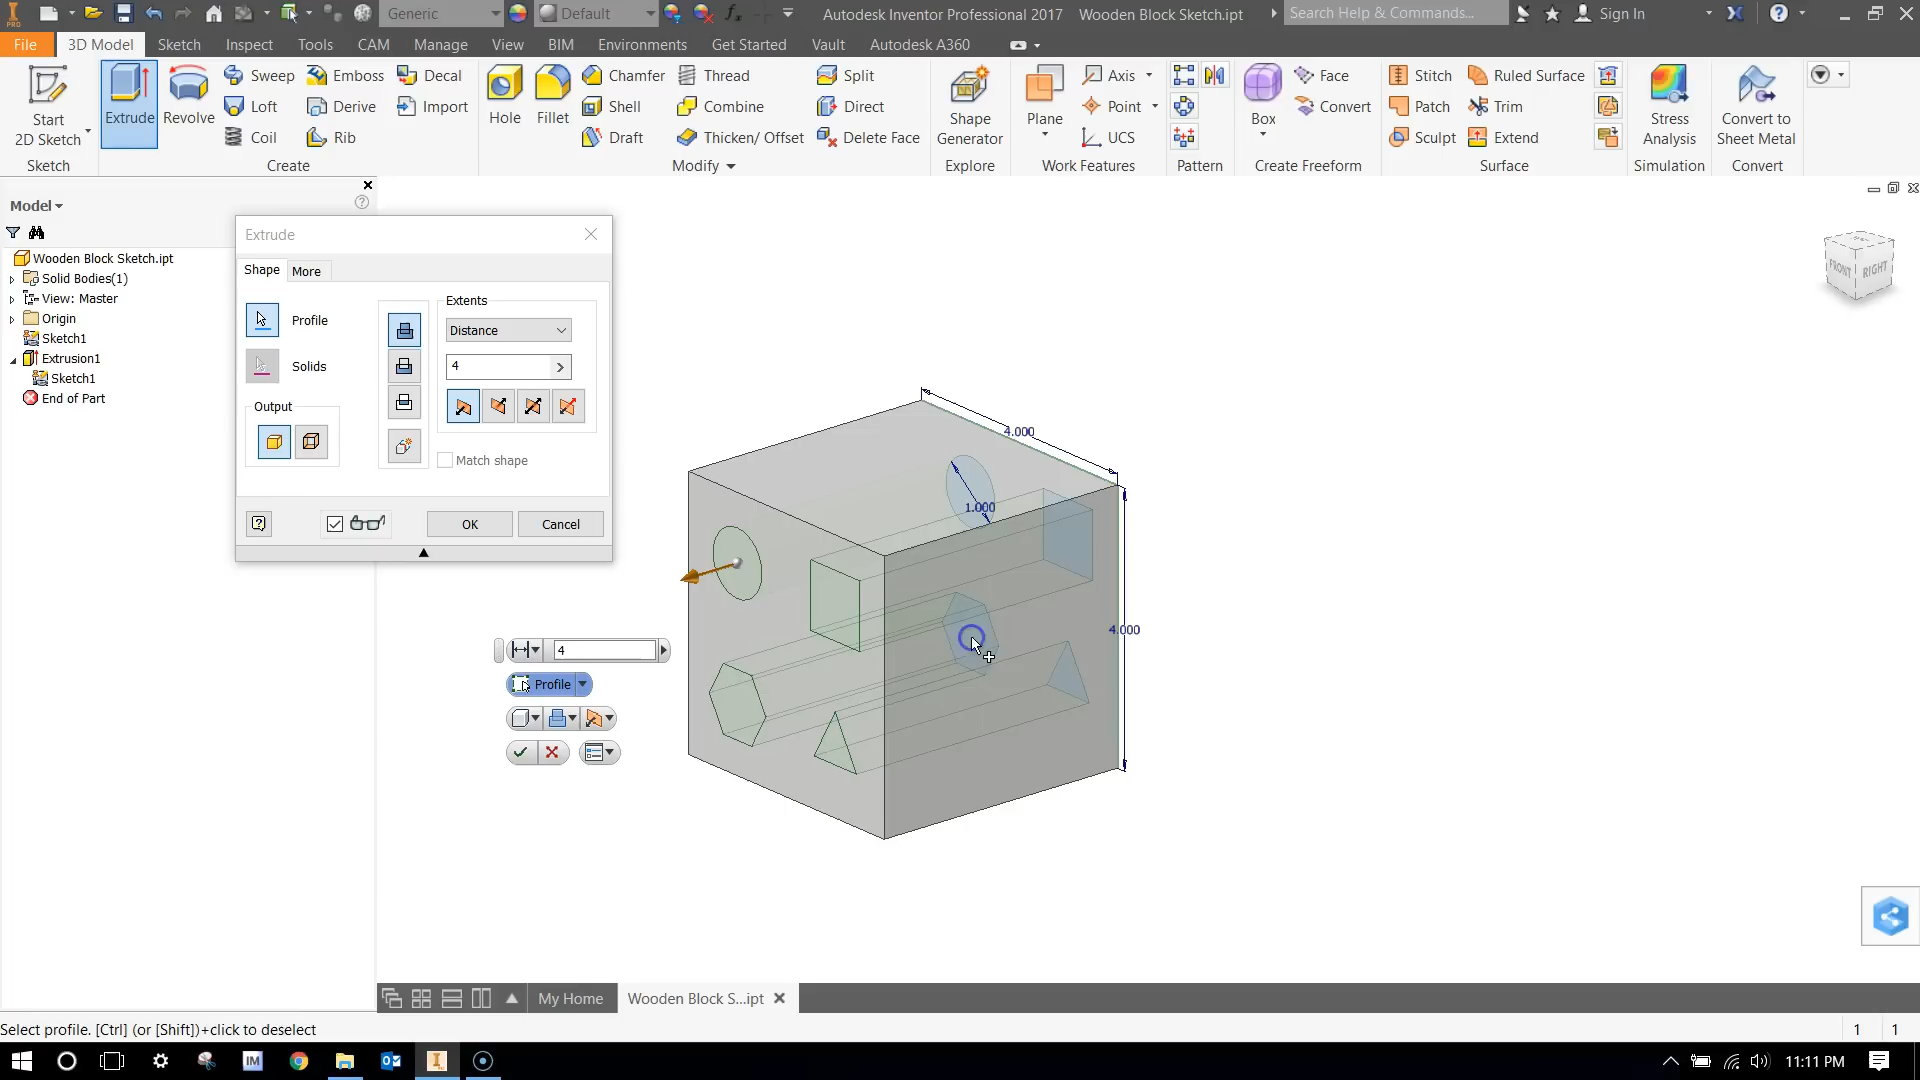 PRO
Generic
Default
fx
Autodesk Inventor Professional 2017 Wooden Block Sketch.ipt
Search Help & Commands...
Sign In
File
3D Model
Sketch
Inspect
Tools
CAM
Manage
View
BIM
Environments
Get Started
Vault
Autodesk A360
Start
2D Sketch
Extrude
Revolve
Sweep
Loft
Coil
Emboss
Derive
Rib
Decal
Import
Hole
Fillet
Chamfer
Shell
Draft
Thread
Combine
Thicken/ Offset
Split
Direct
Delete Face
Shape
Generator
Plane
Axis
Point
UCS
Box
Face
Convert
Stitch
Patch
Sculpt
Ruled Surface
Trim
Extend
Stress
Analysis
Convert to
Sheet Metal
Sketch
Create
Modify
Explore
Work Features
Pattern
Create Freeform
Surface
Simulation
Convert
Model
Wooden Block Sketch.ipt
Solid Bodies(1)
View: Master
Origin
Sketch1
Extrusion1
Sketch1
End of Part
Extrude
Shape
More
Profile
Solids
Output
Extents
Distance
4
Match shape
OK
Cancel
FRONT
RIGHT
4.000
1.000
4.000
4
Profile
My Home
Wooden Block S...ipt
Select profile. [Ctrl] (or [Shift])+click to deselect
1 1
IM
11:11 PM